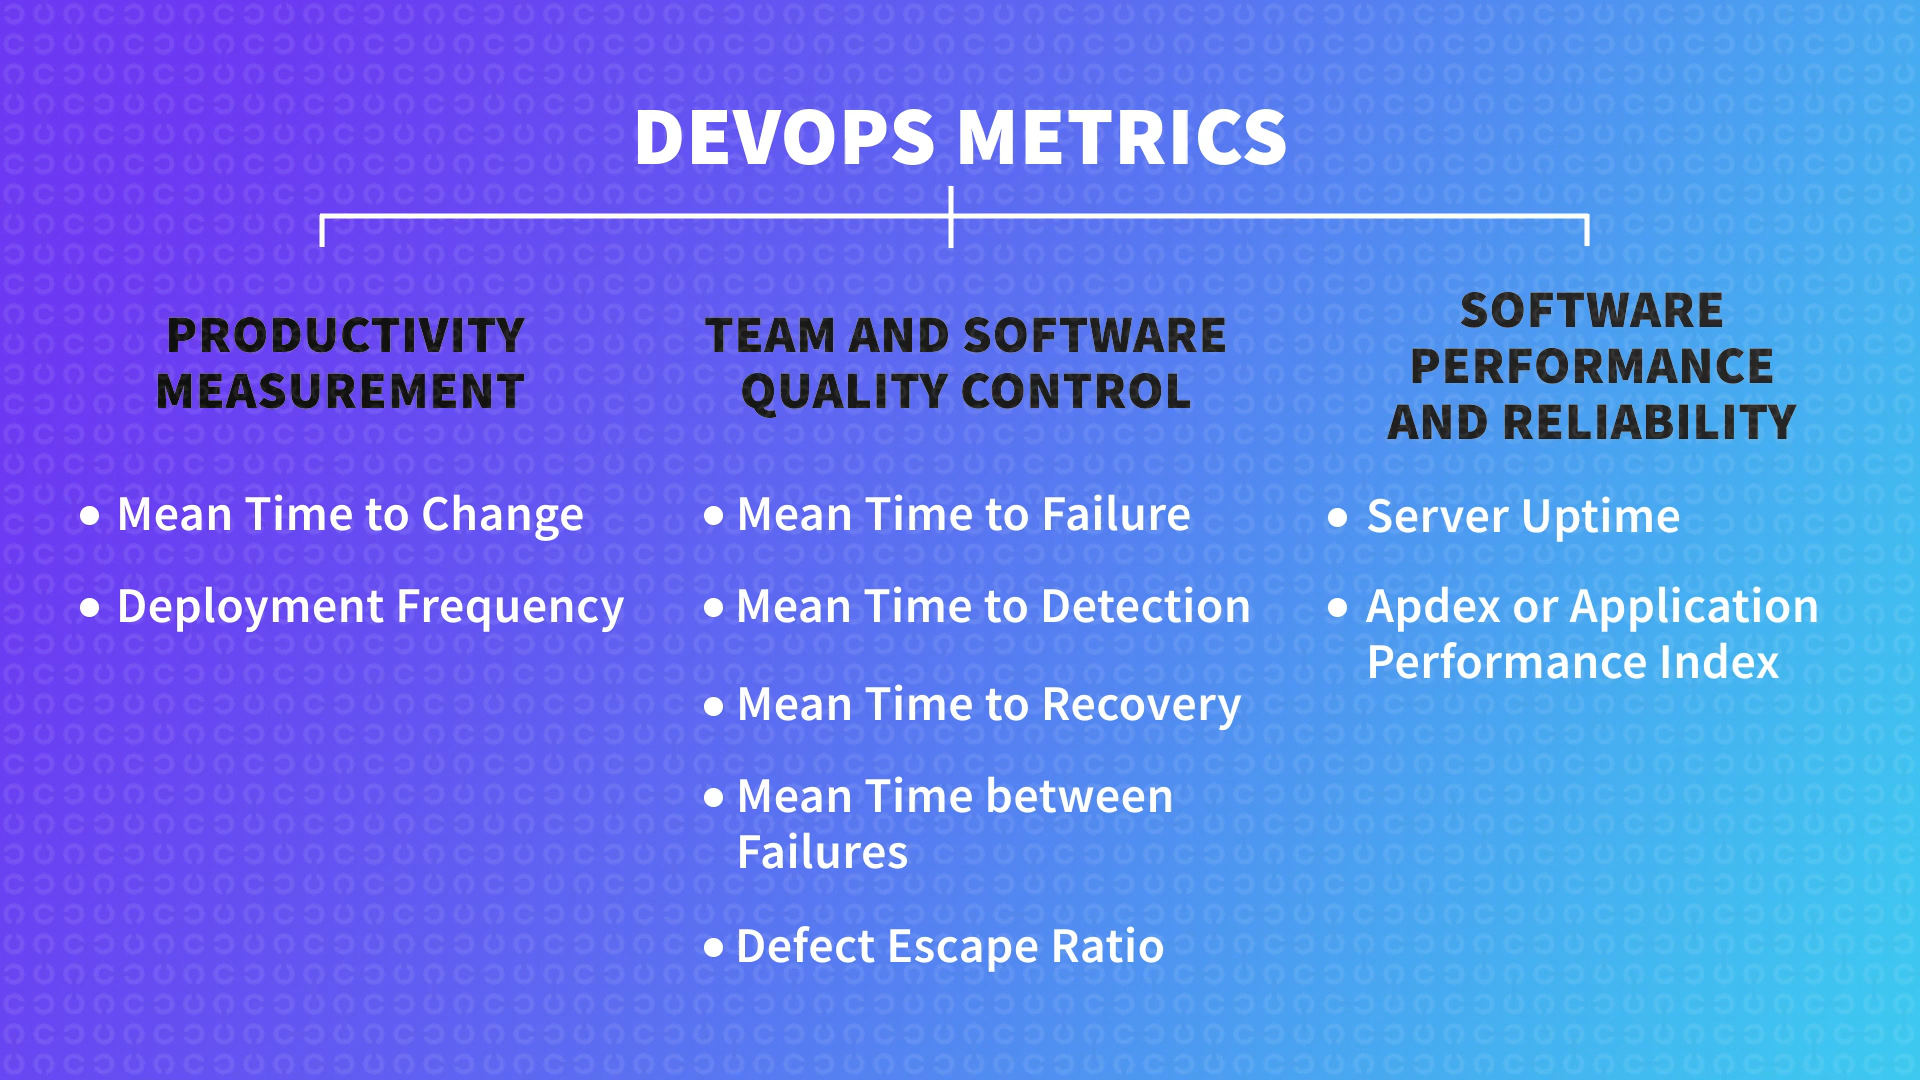 DEVOPS METRICS
PRODUCTIVITY
MEASUREMENT
• Mean Time to Change
• Deployment Frequency
TEAM AND SOFTWARE
QUALITY CONTROL
• Mean Time to Failure
• Mean Time to Detection
• Mean Time to Recovery
• Mean Time between
Failures
• Defect Escape Ratio
SOFTWARE
PERFORMANCE
AND RELIABILITY
• Server Uptime
• Apdex or Application
Performance Index